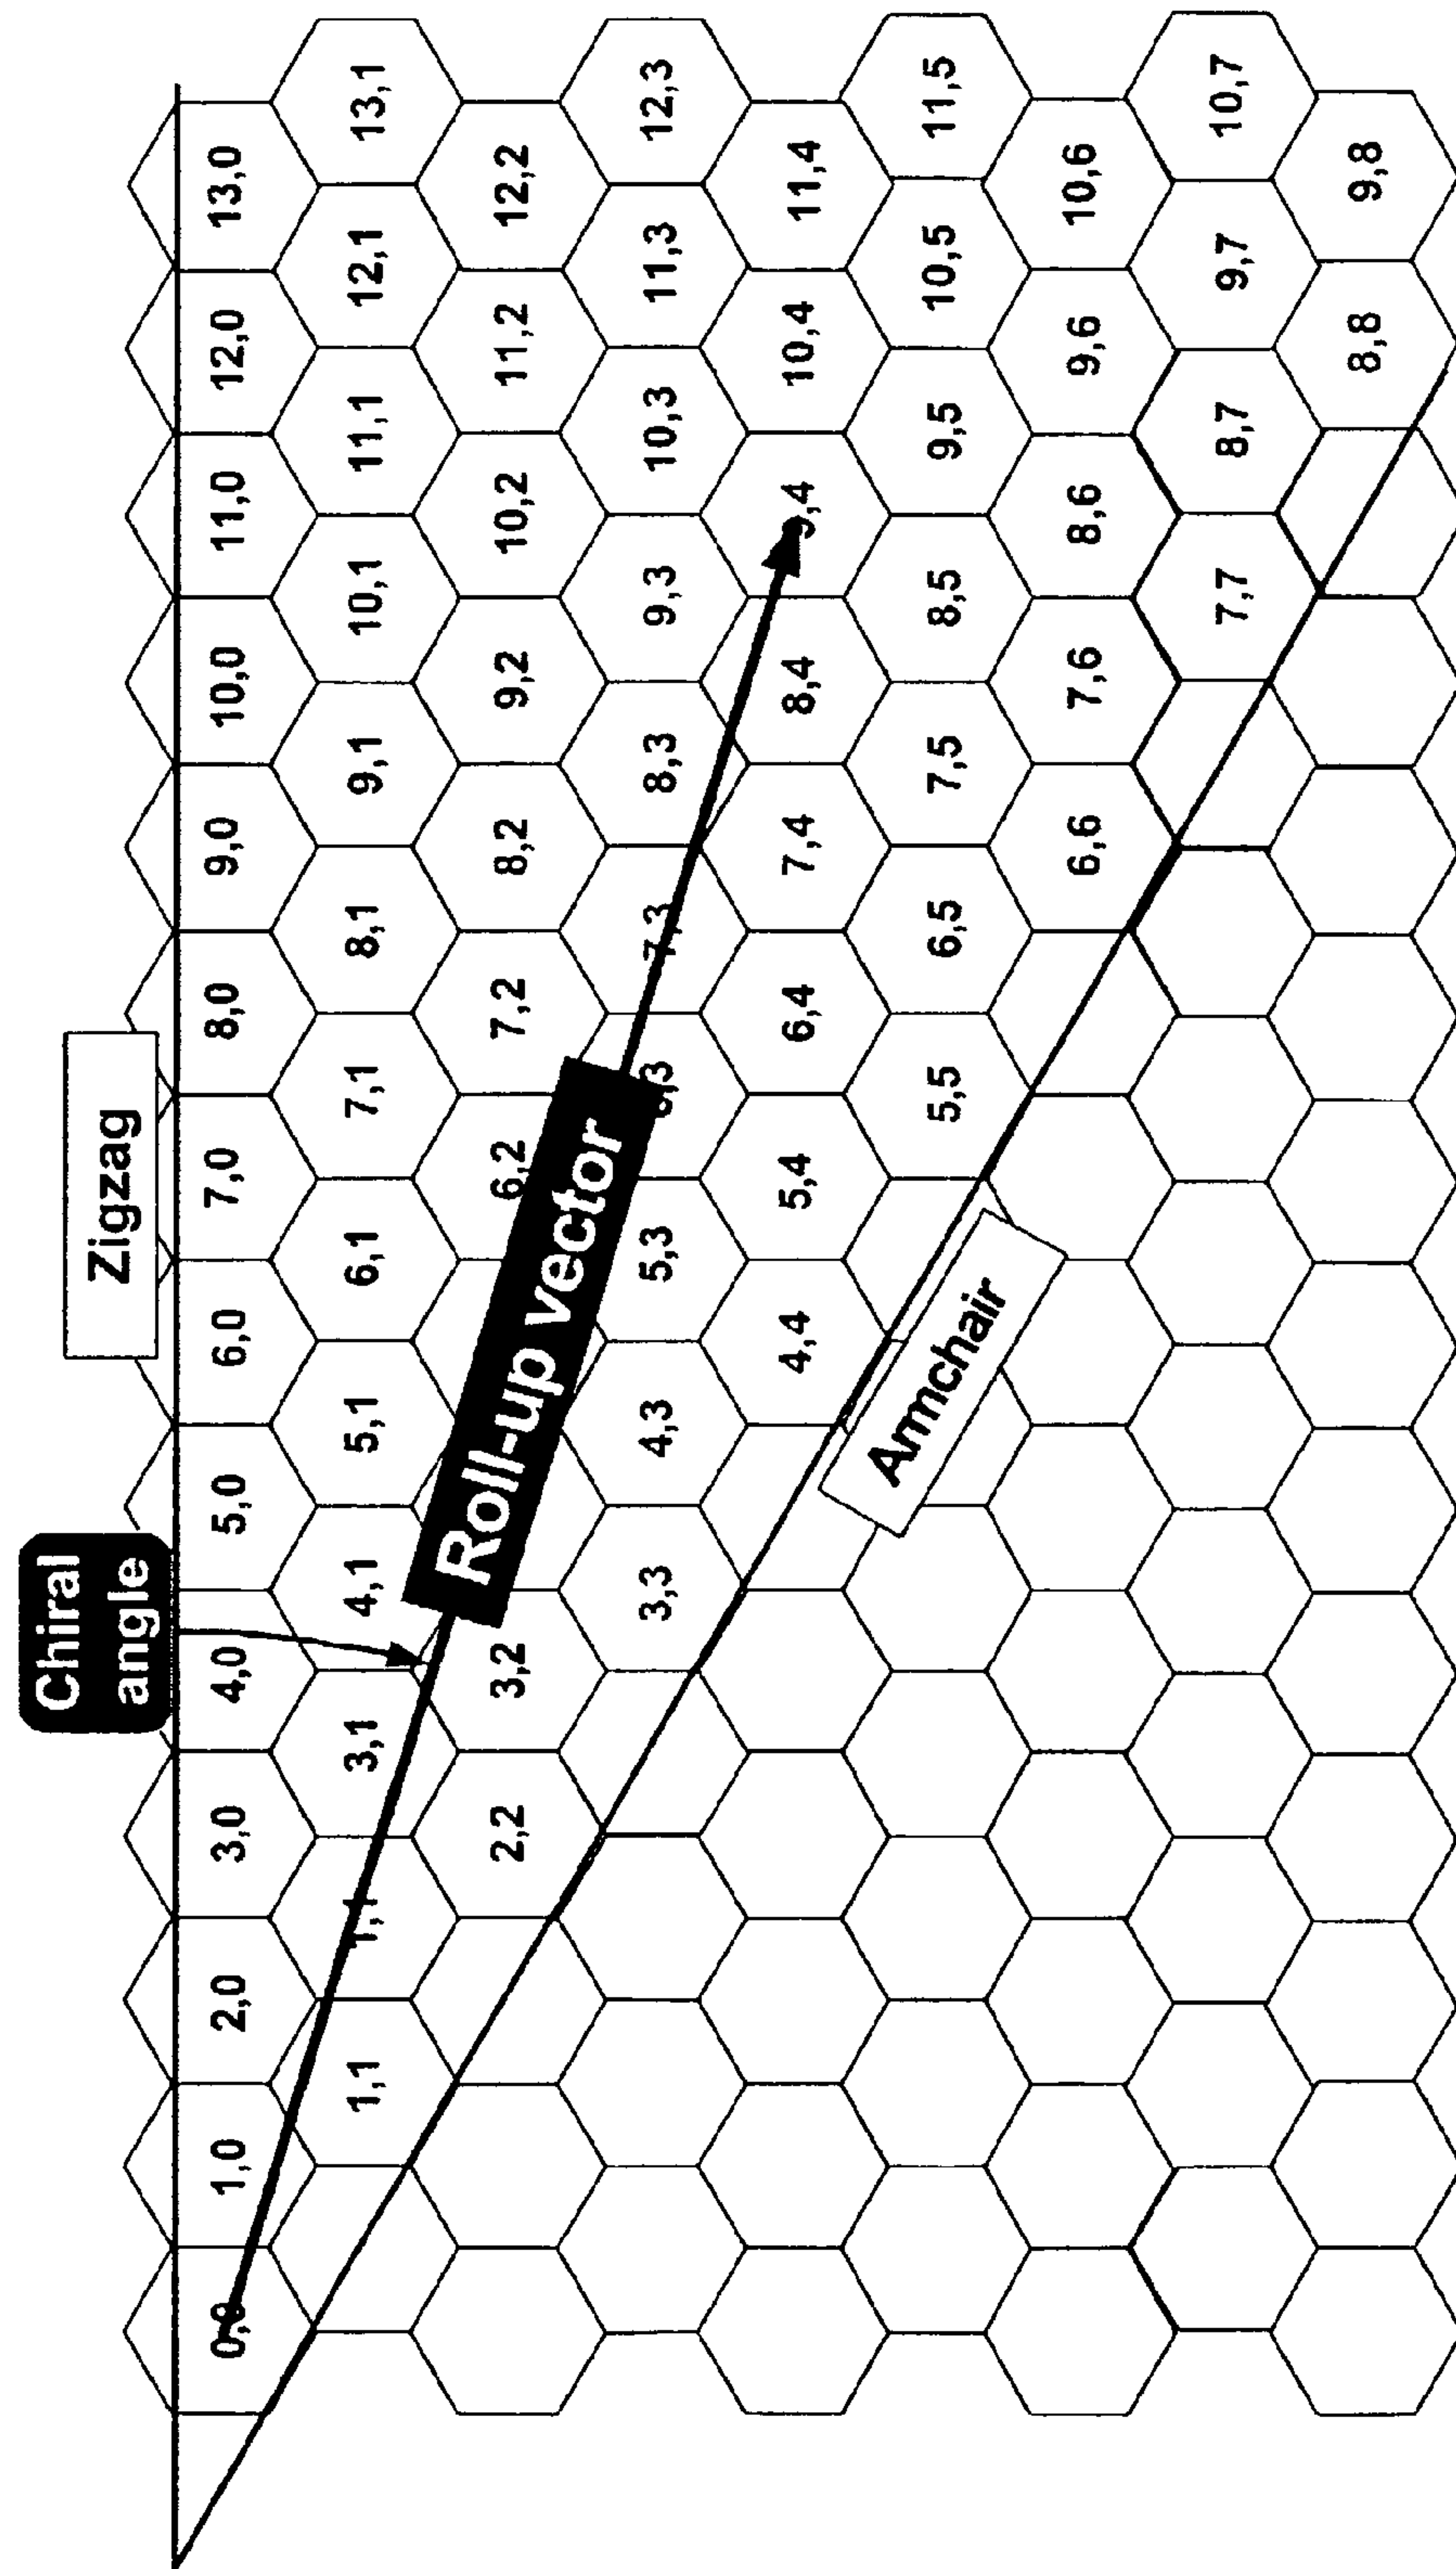 Chiral
angle
Zigzag
0,0 1,0 2,0 3,0 4,0 5,0 6,0 7,0 8,0 9,0 10,0 11,0 12,0 13,0
1,1 3,1 4,1 5,1 6,1 7,1 8,1 9,1 10,1 11,1 12,1 13,1
2,2 3,2 6,2 7,2 8,2 9,2 10,2 11,2 12,2
Roll-up vector
3,3 4,3 5,3 6,3 7,3 8,3 9,3 10,3 11,3 12,3
4,4 5,4 6,4 7,4 8,4 9,4 10,4 11,4
Armchair
5,5 6,5 7,5 8,5 9,5 10,5 11,5
6,6 7,6 8,6 9,6 10,6
7,7 8,7 9,7 10,7
8,8 9,8